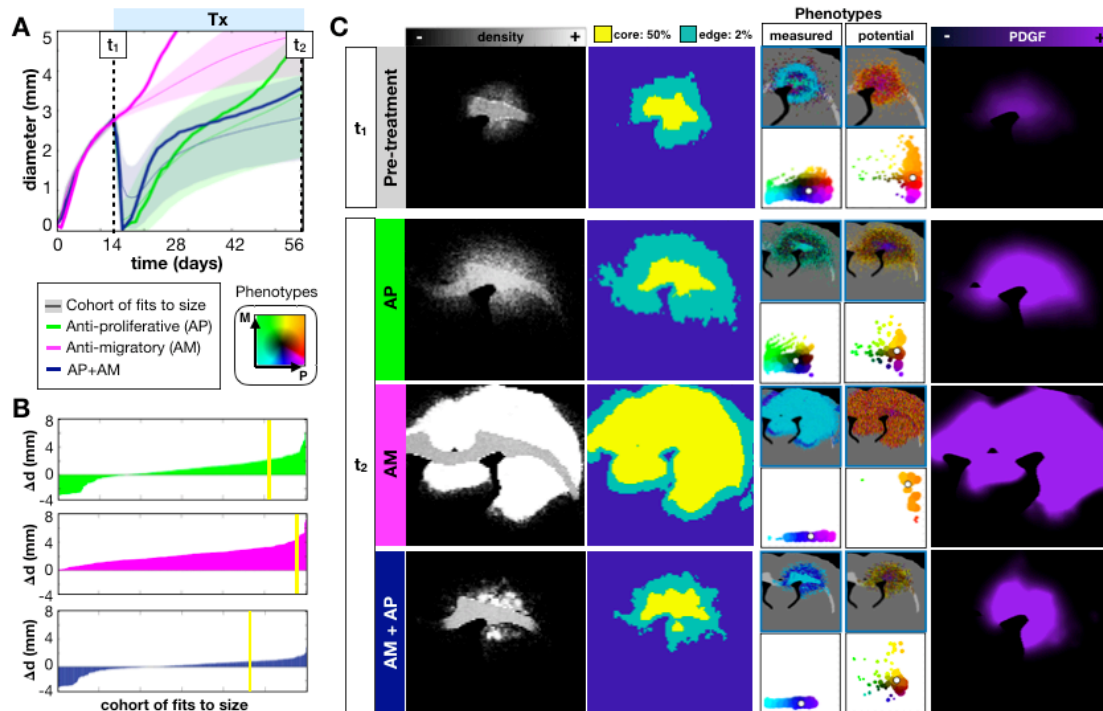 A
Tx
t1
t2
5
4
3
2
1
0
diameter (mm)
0 14 28 42 56
time (days)
Cohort of fits to size
Anti-proliferative (AP)
Anti-migratory (AM)
AP+AM
Phenotypes
M
P
B
8
4
0
-4
Δd (mm)
8
4
0
-4
Δd (mm)
8
4
0
-4
Δd (mm)
cohort of fits to size
C
- density +
core: 50% edge: 2%
Phenotypes
measured potential
- PDGF +
t1
Pre-treatment
t2
AP
AM
AM + AP